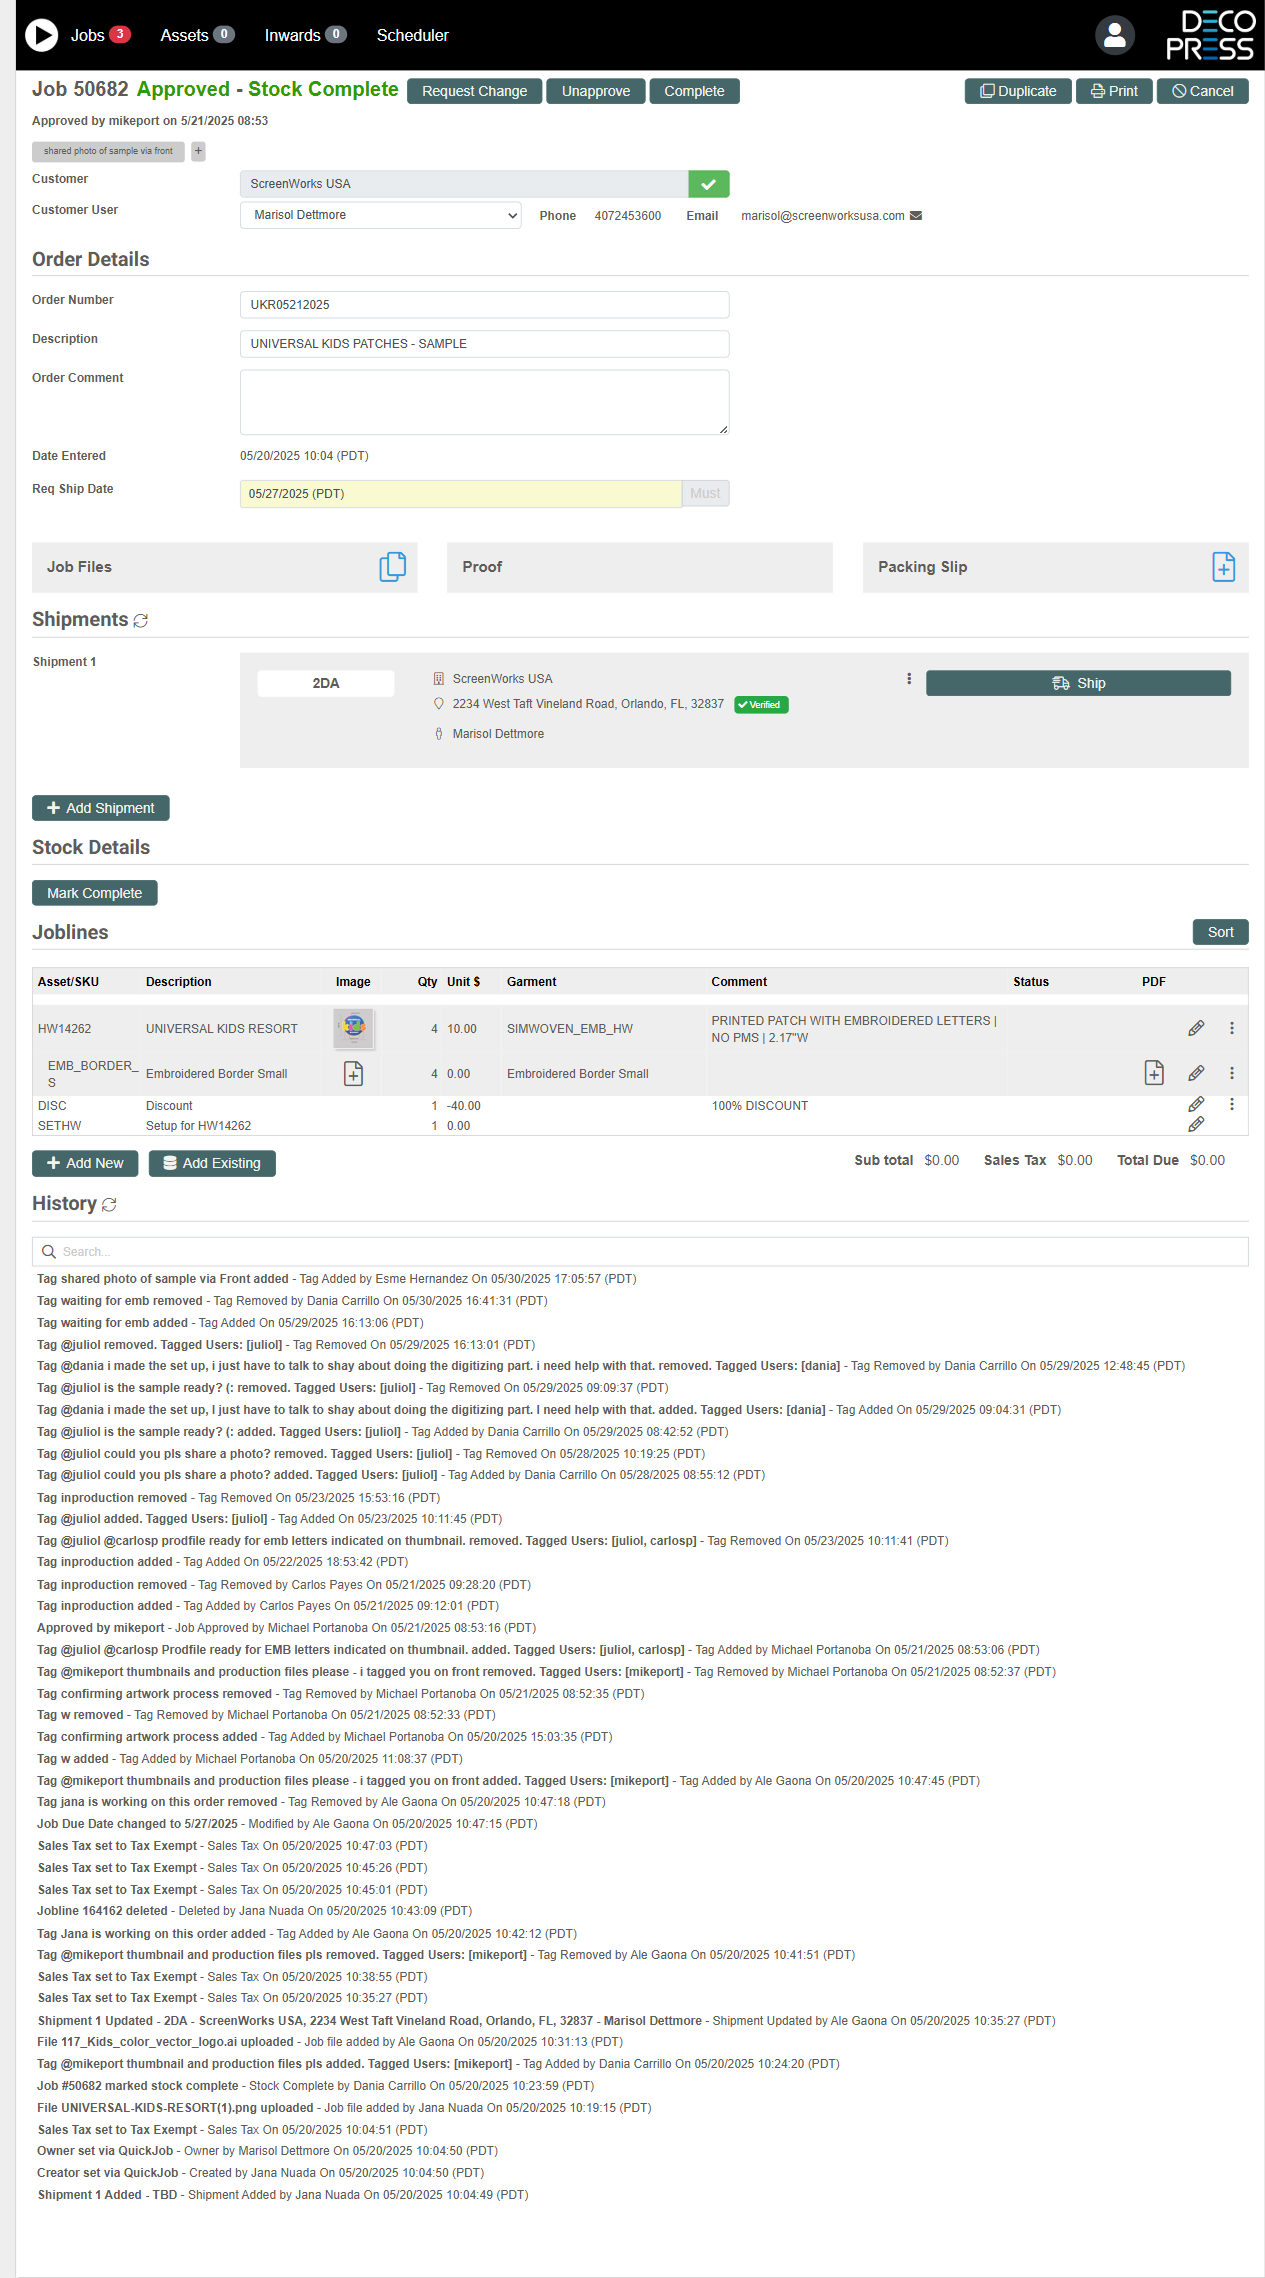 Jobs 3 Assets 0 Inwards 0 Scheduler DECO PRESS
Job 50682 Approved - Stock Complete Request Change Unapprove Complete Duplicate Print Cancel
Approved by mikeport on 5/21/2025 08:53
shared photo of sample via front +
Customer ScreenWorks USA
Customer User Marisol Dettmore Phone 4072453600 Email marisol@screenworksusa.com
Order Details
Order Number UKR05212025
Description UNIVERSAL KIDS PATCHES - SAMPLE
Order Comment
Date Entered 05/20/2025 10:04 (PDT)
Req Ship Date 05/27/2025 (PDT) Must
Job Files Proof Packing Slip
Shipments
Shipment 1 2DA ScreenWorks USA Ship
2234 West Taft Vineland Road, Orlando, FL, 32837 Verified
Marisol Dettmore
+ Add Shipment
Stock Details
Mark Complete
Joblines Sort
Asset/SKU Description Image Qty Unit $ Garment Comment Status PDF
HW14262 UNIVERSAL KIDS RESORT 4 10.00 SIMWOVEN_EMB_HW PRINTED PATCH WITH EMBROIDERED LETTERS |
NO PMS | 2.17"W
EMB_BORDER_
S Embroidered Border Small 4 0.00 Embroidered Border Small
DISC Discount 1 -40.00 100% DISCOUNT
SETHW Setup for HW14262 1 0.00
+ Add New Add Existing Sub total $0.00 Sales Tax $0.00 Total Due $0.00
History
Search...
Tag shared photo of sample via Front added - Tag Added by Esme Hernandez On 05/30/2025 17:05:57 (PDT)
Tag waiting for emb removed - Tag Removed by Dania Carrillo On 05/30/2025 16:41:31 (PDT)
Tag waiting for emb added - Tag Added On 05/29/2025 16:13:06 (PDT)
Tag @juliol removed. Tagged Users: [juliol] - Tag Removed On 05/29/2025 16:13:01 (PDT)
Tag @dania i made the set up, i just have to talk to shay about doing the digitizing part. i need help with that. removed. Tagged Users: [dania] - Tag Removed by Dania Carrillo On 05/29/2025 12:48:45 (PDT)
Tag @juliol is the sample ready? (: removed. Tagged Users: [juliol] - Tag Removed On 05/29/2025 09:09:37 (PDT)
Tag @dania i made the set up, I just have to talk to shay about doing the digitizing part. I need help with that. added. Tagged Users: [dania] - Tag Added On 05/29/2025 09:04:31 (PDT)
Tag @juliol is the sample ready? (: added. Tagged Users: [juliol] - Tag Added by Dania Carrillo On 05/29/2025 08:42:52 (PDT)
Tag @juliol could you pls share a photo? removed. Tagged Users: [juliol] - Tag Removed On 05/28/2025 10:19:25 (PDT)
Tag @juliol could you pls share a photo? added. Tagged Users: [juliol] - Tag Added by Dania Carrillo On 05/28/2025 08:55:12 (PDT)
Tag inproduction removed - Tag Removed On 05/23/2025 15:53:16 (PDT)
Tag @juliol added. Tagged Users: [juliol] - Tag Added On 05/23/2025 10:11:45 (PDT)
Tag @juliol @carlosp prodfile ready for emb letters indicated on thumbnail. removed. Tagged Users: [juliol, carlosp] - Tag Removed On 05/23/2025 10:11:41 (PDT)
Tag inproduction added - Tag Added On 05/22/2025 18:53:42 (PDT)
Tag inproduction removed - Tag Removed by Carlos Payes On 05/21/2025 09:28:20 (PDT)
Tag inproduction added - Tag Added by Carlos Payes On 05/21/2025 09:12:01 (PDT)
Approved by mikeport - Job Approved by Michael Portanoba On 05/21/2025 08:53:16 (PDT)
Tag @juliol @carlosp Prodfile ready for EMB letters indicated on thumbnail. added. Tagged Users: [juliol, carlosp] - Tag Added by Michael Portanoba On 05/21/2025 08:53:06 (PDT)
Tag @mikeport thumbnails and production files please - i tagged you on front removed. Tagged Users: [mikeport] - Tag Removed by Michael Portanoba On 05/21/2025 08:52:37 (PDT)
Tag confirming artwork process removed - Tag Removed by Michael Portanoba On 05/21/2025 08:52:35 (PDT)
Tag w removed - Tag Removed by Michael Portanoba On 05/21/2025 08:52:33 (PDT)
Tag confirming artwork process added - Tag Added by Michael Portanoba On 05/20/2025 15:03:35 (PDT)
Tag w added - Tag Added by Michael Portanoba On 05/20/2025 11:08:37 (PDT)
Tag @mikeport thumbnails and production files please - i tagged you on front added. Tagged Users: [mikeport] - Tag Added by Ale Gaona On 05/20/2025 10:47:45 (PDT)
Tag jana is working on this order removed - Tag Removed by Ale Gaona On 05/20/2025 10:47:18 (PDT)
Job Due Date changed to 5/27/2025 - Modified by Ale Gaona On 05/20/2025 10:47:15 (PDT)
Sales Tax set to Tax Exempt - Sales Tax On 05/20/2025 10:47:03 (PDT)
Sales Tax set to Tax Exempt - Sales Tax On 05/20/2025 10:45:26 (PDT)
Sales Tax set to Tax Exempt - Sales Tax On 05/20/2025 10:45:01 (PDT)
Jobline 164162 deleted - Deleted by Jana Nuada On 05/20/2025 10:43:09 (PDT)
Tag Jana is working on this order added - Tag Added by Ale Gaona On 05/20/2025 10:42:12 (PDT)
Tag @mikeport thumbnail and production files pls removed. Tagged Users: [mikeport] - Tag Removed by Ale Gaona On 05/20/2025 10:41:51 (PDT)
Sales Tax set to Tax Exempt - Sales Tax On 05/20/2025 10:38:55 (PDT)
Sales Tax set to Tax Exempt - Sales Tax On 05/20/2025 10:35:27 (PDT)
Shipment 1 Updated - 2DA - ScreenWorks USA, 2234 West Taft Vineland Road, Orlando, FL, 32837 - Marisol Dettmore - Shipment Updated by Ale Gaona On 05/20/2025 10:35:27 (PDT)
File 117_Kids_color_vector_logo.ai uploaded - Job file added by Ale Gaona On 05/20/2025 10:31:13 (PDT)
Tag @mikeport thumbnail and production files pls added. Tagged Users: [mikeport] - Tag Added by Dania Carrillo On 05/20/2025 10:24:20 (PDT)
Job #50682 marked stock complete - Stock Complete by Dania Carrillo On 05/20/2025 10:23:59 (PDT)
File UNIVERSAL-KIDS-RESORT(1).png uploaded - Job file added by Jana Nuada On 05/20/2025 10:19:15 (PDT)
Sales Tax set to Tax Exempt - Sales Tax On 05/20/2025 10:04:51 (PDT)
Owner set via QuickJob - Owner by Marisol Dettmore On 05/20/2025 10:04:50 (PDT)
Creator set via QuickJob - Created by Jana Nuada On 05/20/2025 10:04:50 (PDT)
Shipment 1 Added - TBD - Shipment Added by Jana Nuada On 05/20/2025 10:04:49 (PDT)